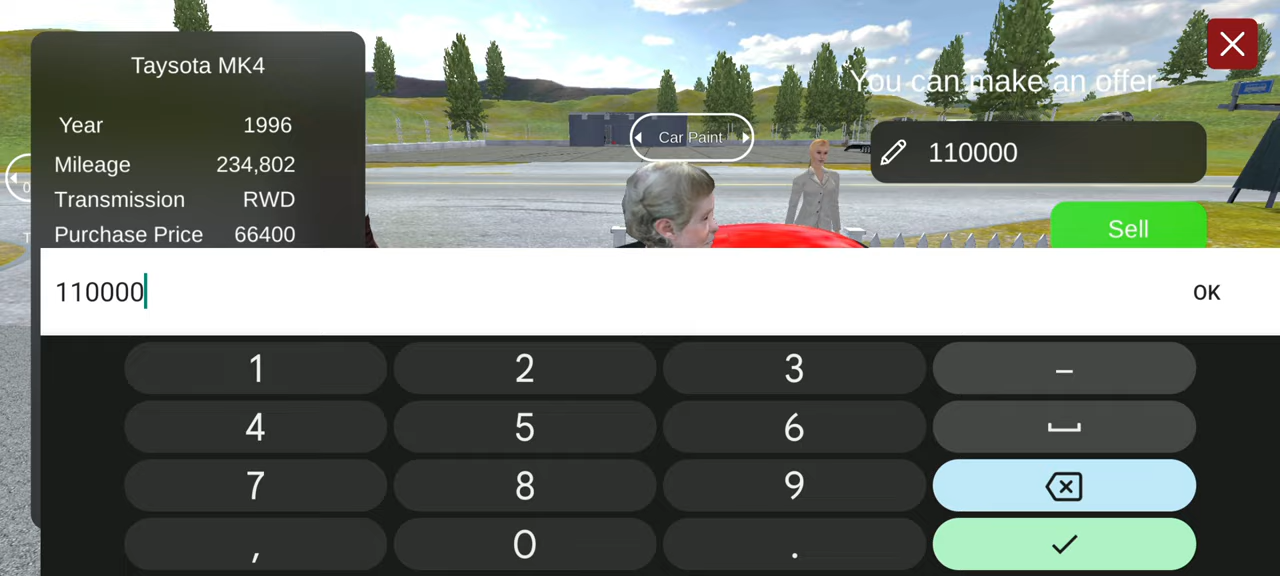 Taysota MK4
Year 1996
Mileage 234,802
Transmission RWD
Purchase Price 66400
Car Paint
You can make an offer
110000
Sell
110000
OK
1 2 3 –
4 5 6
7 8 9
, 0 .